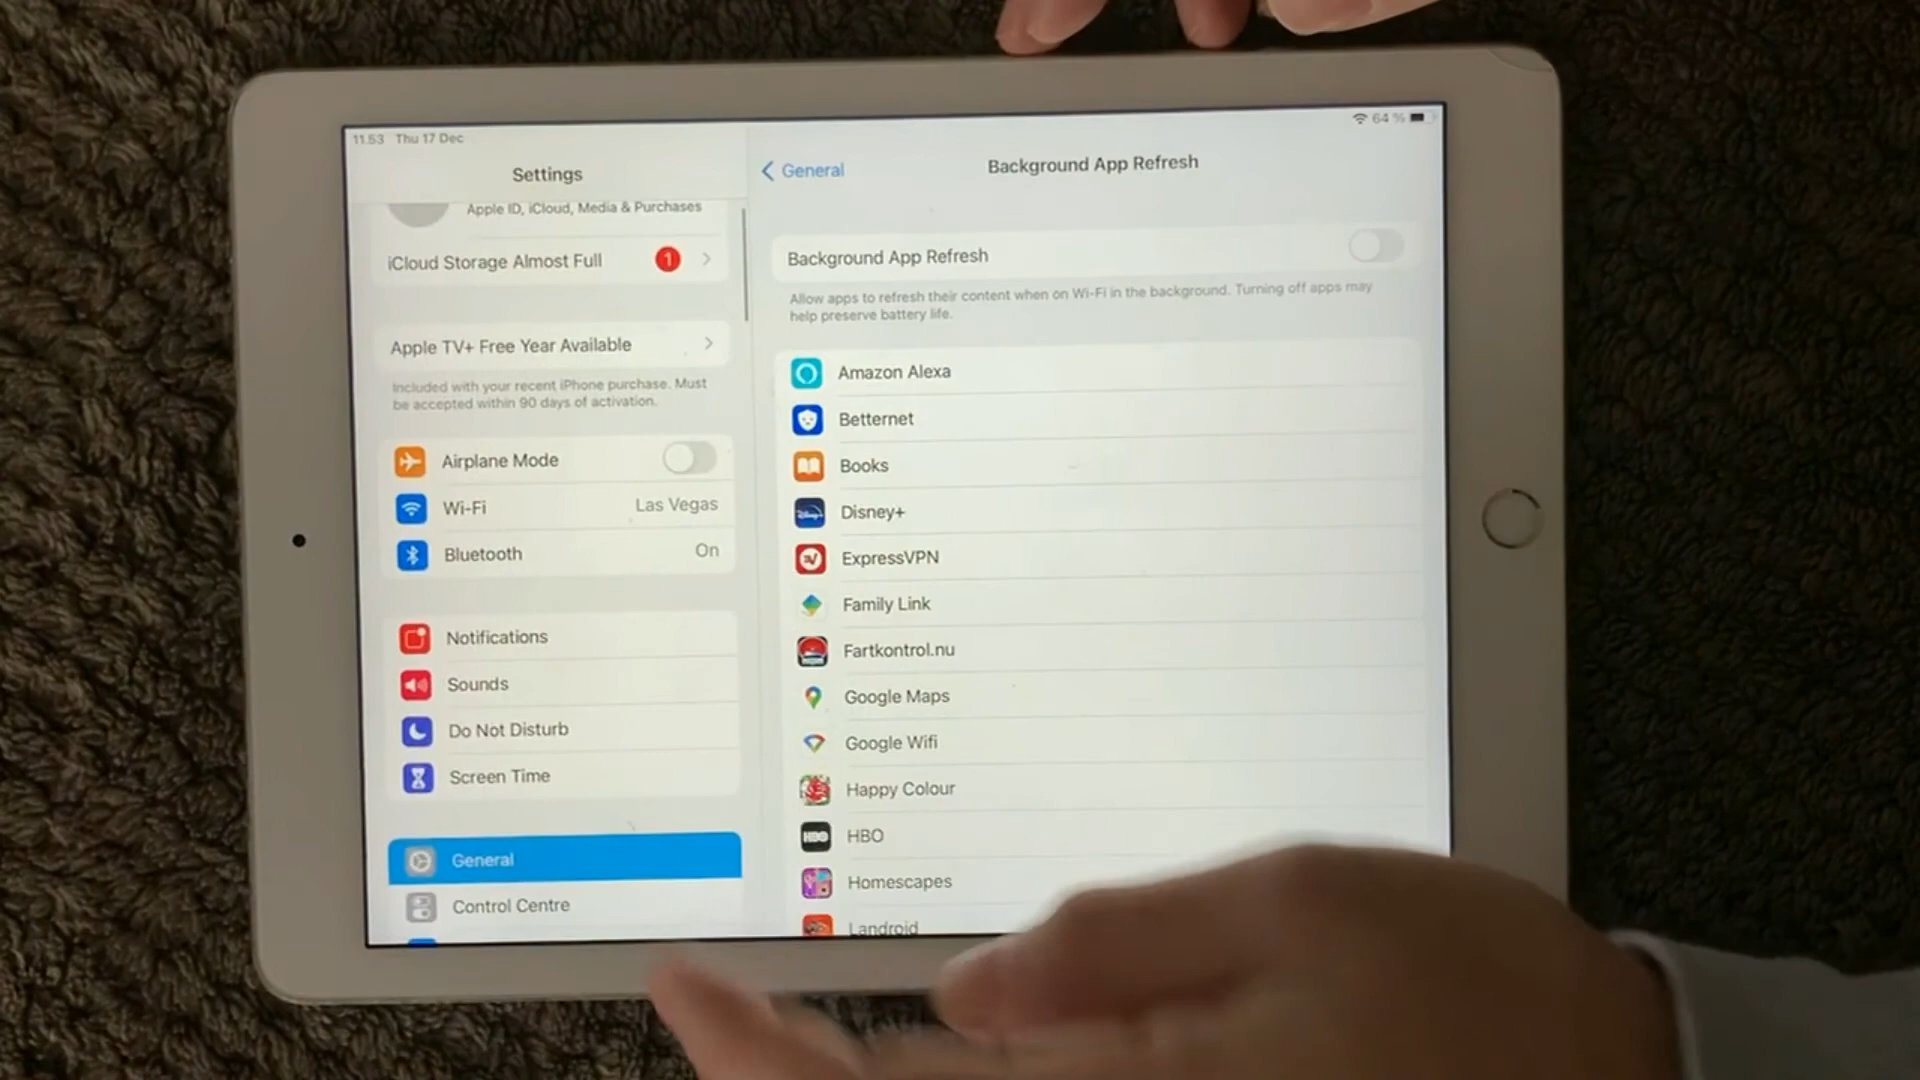 11.53 Thu 17 Dec
64 %
Settings
Apple ID, iCloud, Media & Purchases
iCloud Storage Almost Full
1
Apple TV+ Free Year Available
Included with your recent iPhone purchase. Must
be accepted within 90 days of activation.
Airplane Mode
Wi-Fi Las Vegas
Bluetooth On
Notifications
Sounds
Do Not Disturb
Screen Time
General
Control Centre
General
Background App Refresh
Background App Refresh
Allow apps to refresh their content when on Wi-Fi in the background. Turning off apps may
help preserve battery life.
Amazon Alexa
Betternet
Books
Disney+
Disney+
ExpressVPN
Family Link
Fartkontrol.nu
Google Maps
Google Wifi
Happy Colour
HBO
HBO
Homescapes
Landroid